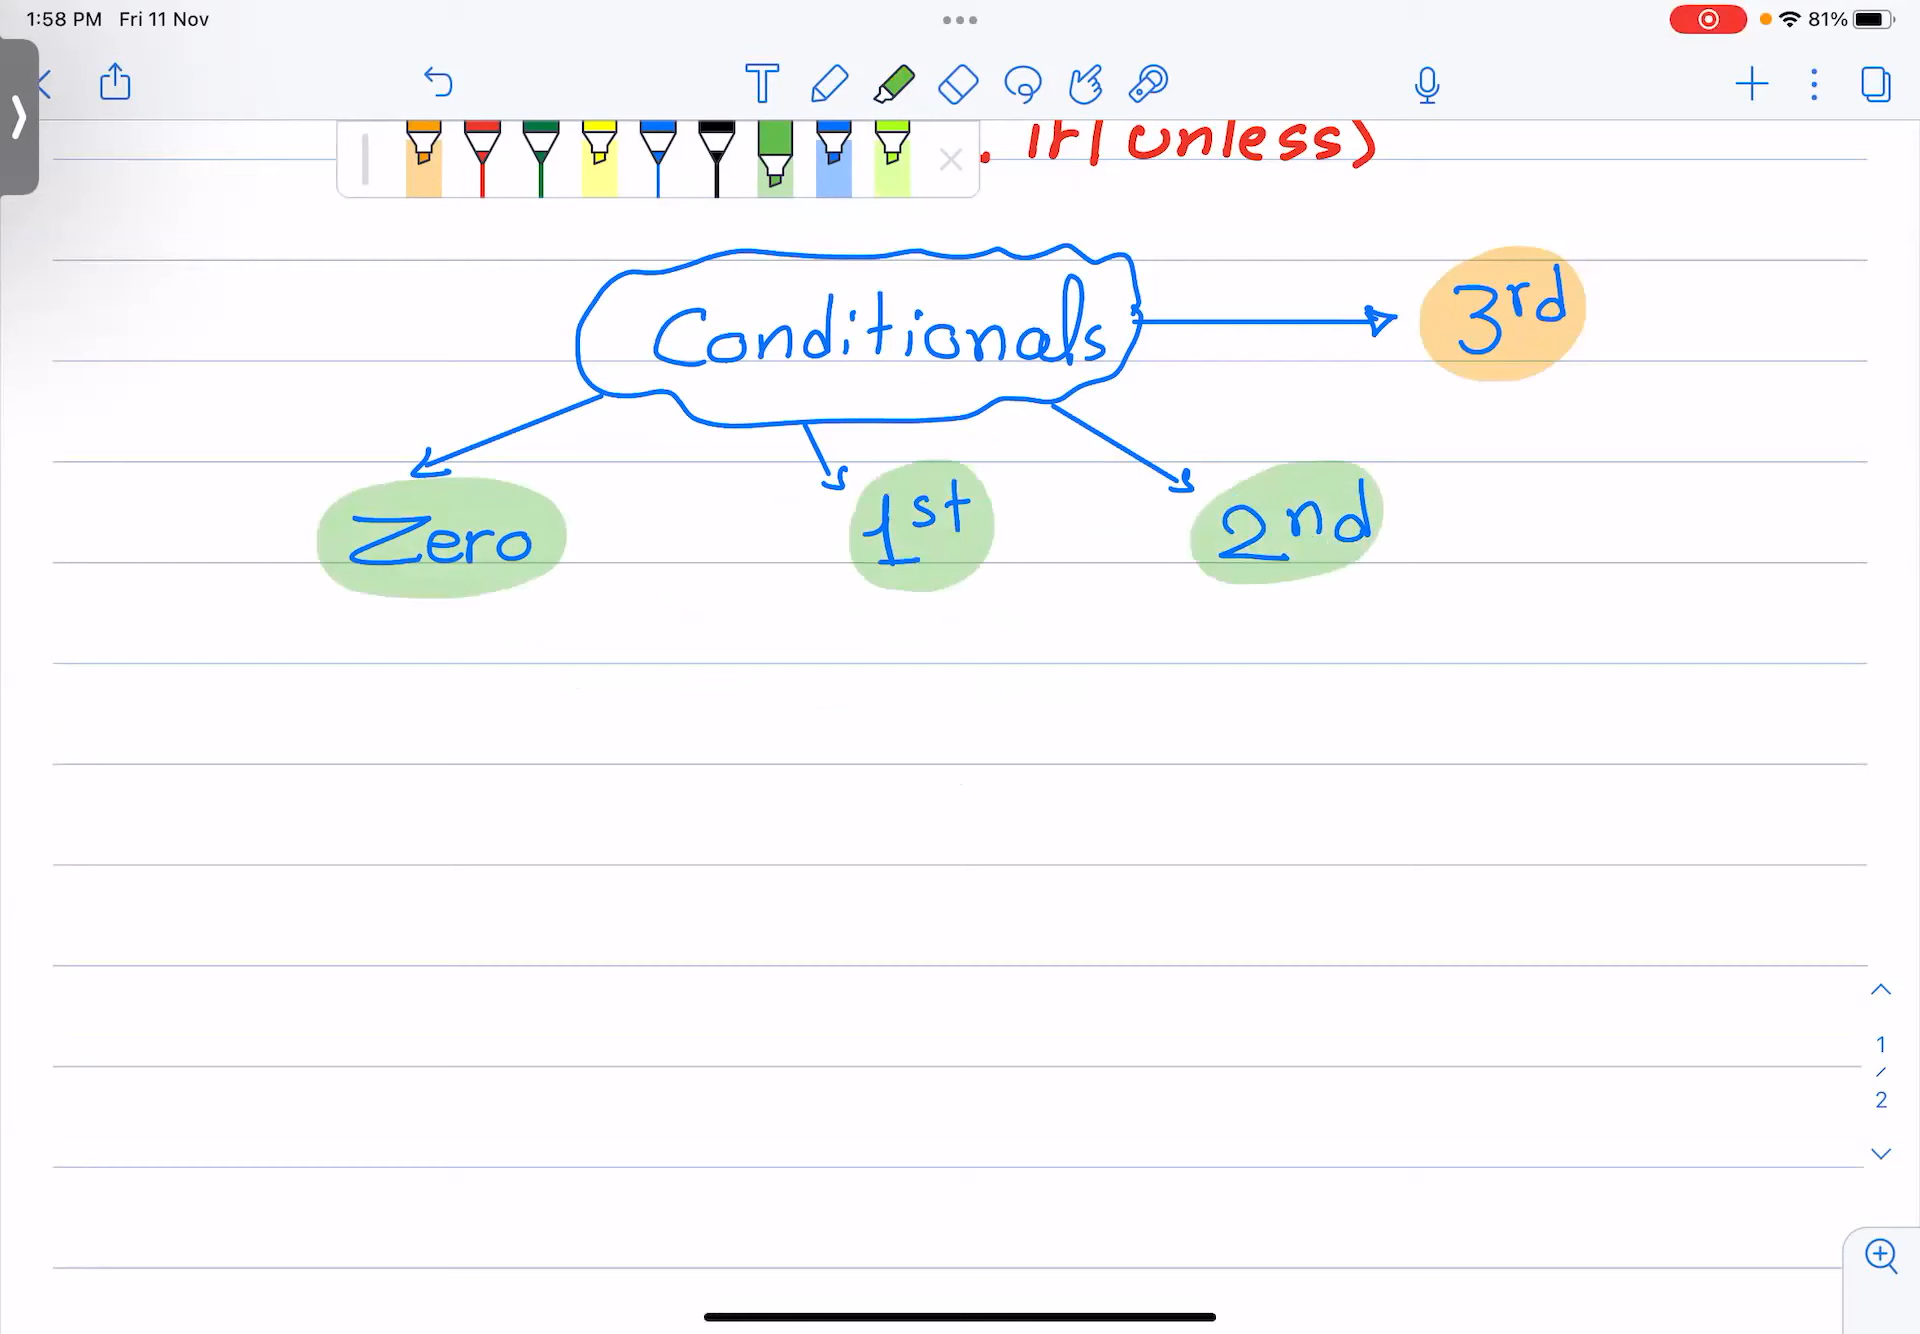 1:58 PM Fri 11 Nov
81%
if (unless)
Conditionals
3rd
Zero
1st
2nd
1
/
2